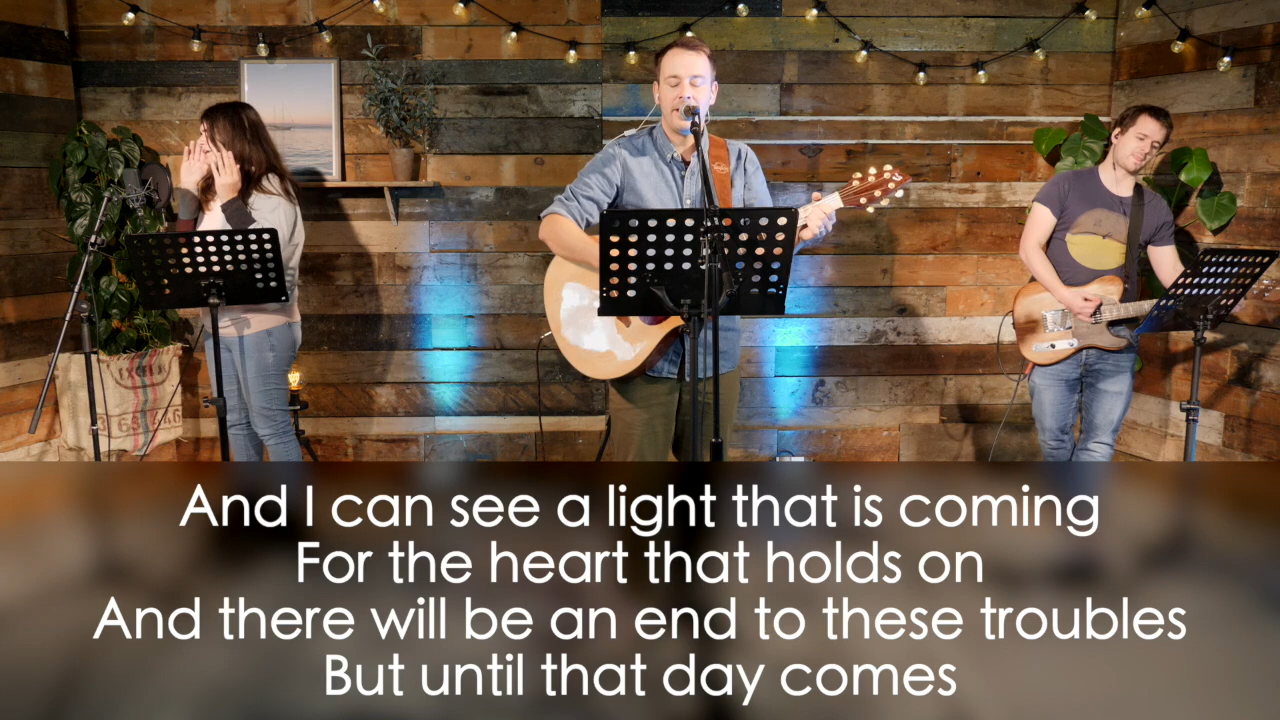 And I can see a light that is coming
For the heart that holds on
And there will be an end to these troubles
But until that day comes